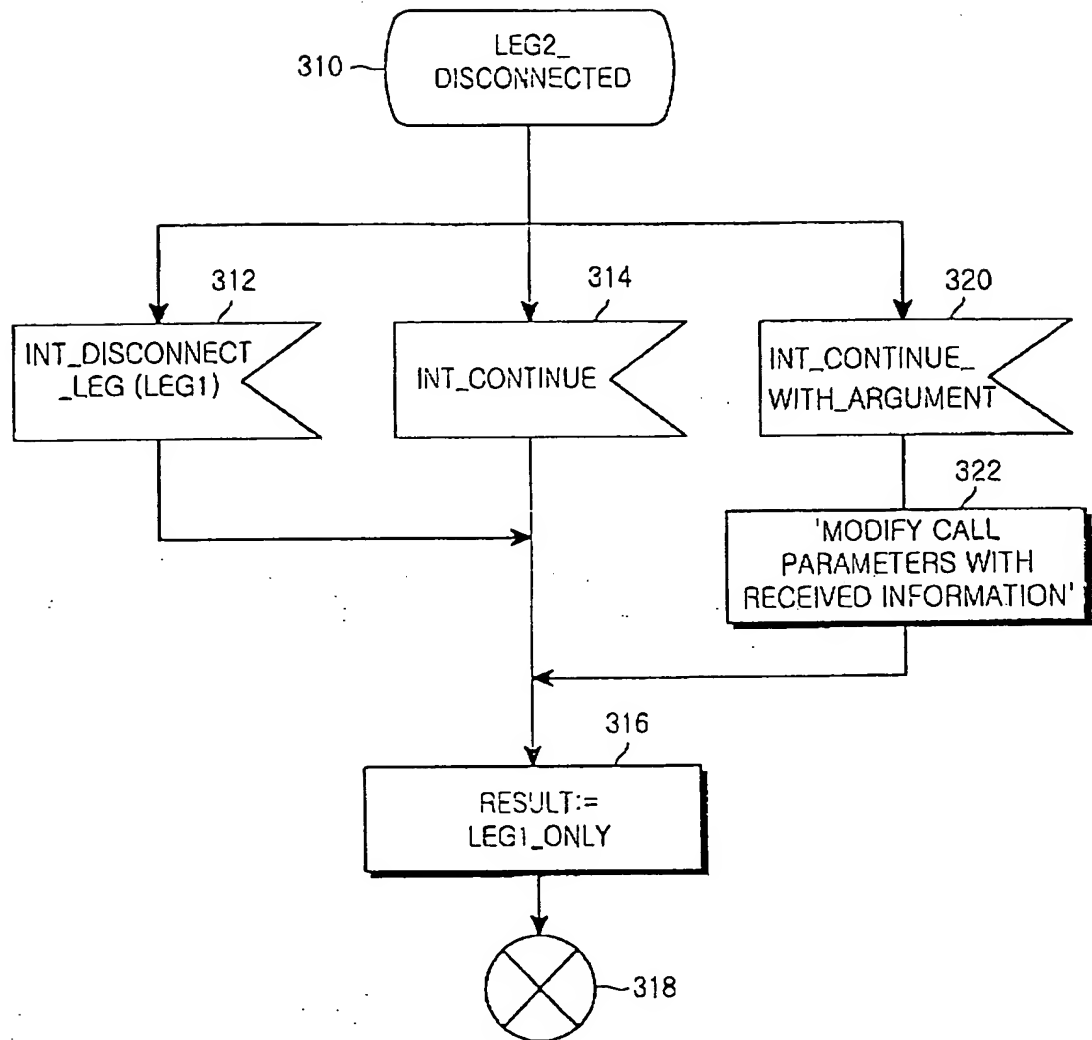 310
LEG2_
DISCONNECTED
312
314
320
INT_DISCONNECT
_LEG (LEG1)
INT_CONTINUE
INT_CONTINUE_
WITH_ARGUMENT
322
'MODIFY CALL
PARAMETERS WITH
RECEIVED INFORMATION'
316
RESULT:=
LEG1_ONLY
318